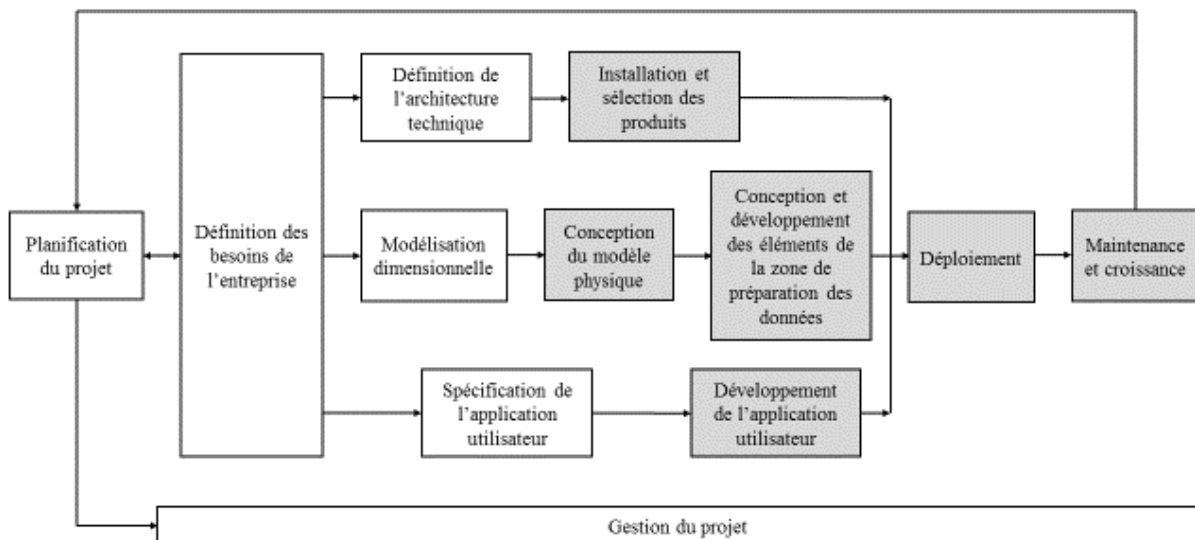 Planification
du projet
Définition des
besoins de
l’entreprise
Définition de
l’architecture
technique
Installation et
sélection des
produits
Modélisation
dimensionnelle
Conception
du modèle
physique
Conception et
développement
des éléments de
la zone de
préparation des
données
Spécification de
l’application
utilisateur
Développement
de l’application
utilisateur
Déploiement
Maintenance
et croissance
Gestion du projet